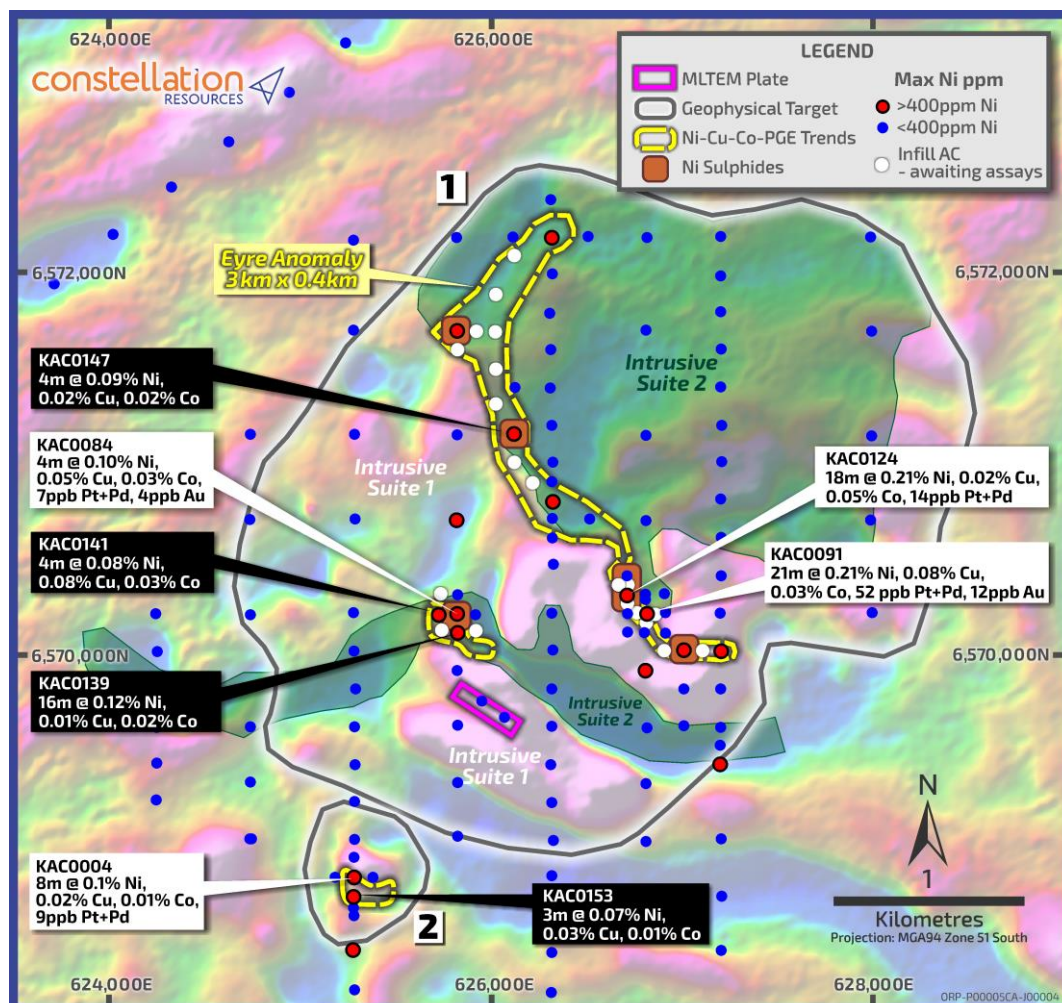 624,000E
626,000E
628,000E
constellation
RESOURCES
LEGEND
MLTEM Plate
Geophysical Target
Ni-Cu-Co-PGE Trends
Ni Sulphides
Max Ni ppm
>400ppm Ni
<400ppm Ni
Infill AC
- awaiting assays
1
6,572,000N
6,572,000N
Eyre Anomaly
3km x 0.4km
KAC0147
4m @ 0.09% Ni,
0.02% Cu, 0.02% Co
Intrusive
Suite 2
KAC0084
4m @ 0.10% Ni,
0.05% Cu, 0.03% Co,
7ppb Pt+Pd, 4ppb Au
Intrusive
Suite 1
KAC0124
18m @ 0.21% Ni, 0.02% Cu,
0.05% Co, 14ppb Pt+Pd
KAC0141
4m @ 0.08% Ni,
0.08% Cu, 0.03% Co
KAC0091
21m @ 0.21% Ni, 0.08% Cu,
0.03% Co, 52 ppb Pt+Pd, 12ppb Au
6,570,000N
6,570,000N
KAC0139
16m @ 0.12% Ni,
0.01% Cu, 0.02% Co
Intrusive
Suite 2
Intrusive
Suite 1
N
KAC0004
8m @ 0.1% Ni,
0.02% Cu, 0.01% Co,
9ppb Pt+Pd
KAC0153
3m @ 0.07% Ni,
0.03% Cu, 0.01% Co
2
1
Kilometres
Projection: MGA94 Zone 51 South
624,000E
626,000E
628,000E
ORP-P00005CA-J00004